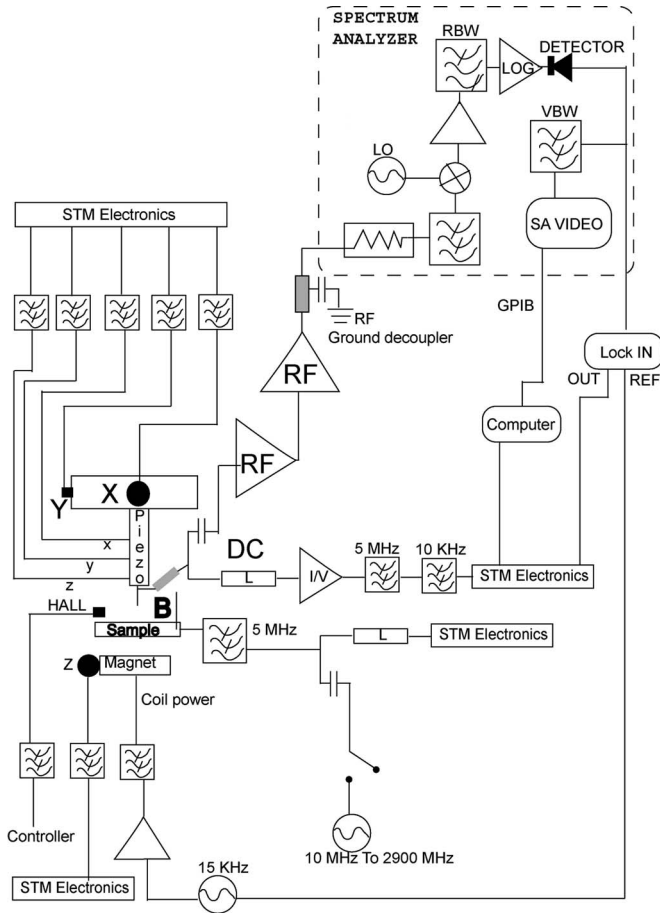 SPECTRUM
ANALYZER
RBW
LOG
DETECTOR
VBW
LO
SA VIDEO
STM Electronics
GPIB
RF
Ground decoupler
RF
Lock IN
OUT
REF
Computer
RF
X
Y
Piezo
DC
x
y
z
L
I/V
5 MHz
10 KHz
STM Electronics
HALL
B
Sample
5 MHz
L
STM Electronics
Z
Magnet
Coil power
Controller
10 MHz To 2900 MHz
15 KHz
STM Electronics